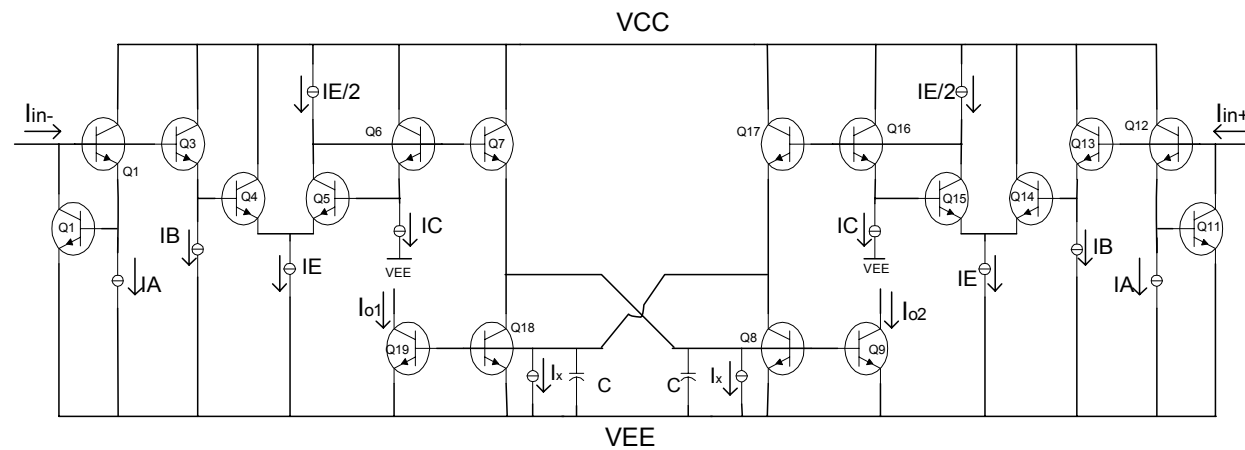 VCC
Iin-
IE/2
IE/2
Iin+
Q3
Q6
Q7
Q17
Q16
Q13
Q12
Q1
Q4
Q5
Q15
Q14
Q1
IB
IC
IC
IB
Q11
IE
VEE
VEE
IE
IA
IA
Io1
Io2
Q18
Q8
Q19
Q9
Ix
C
C
Ix
VEE